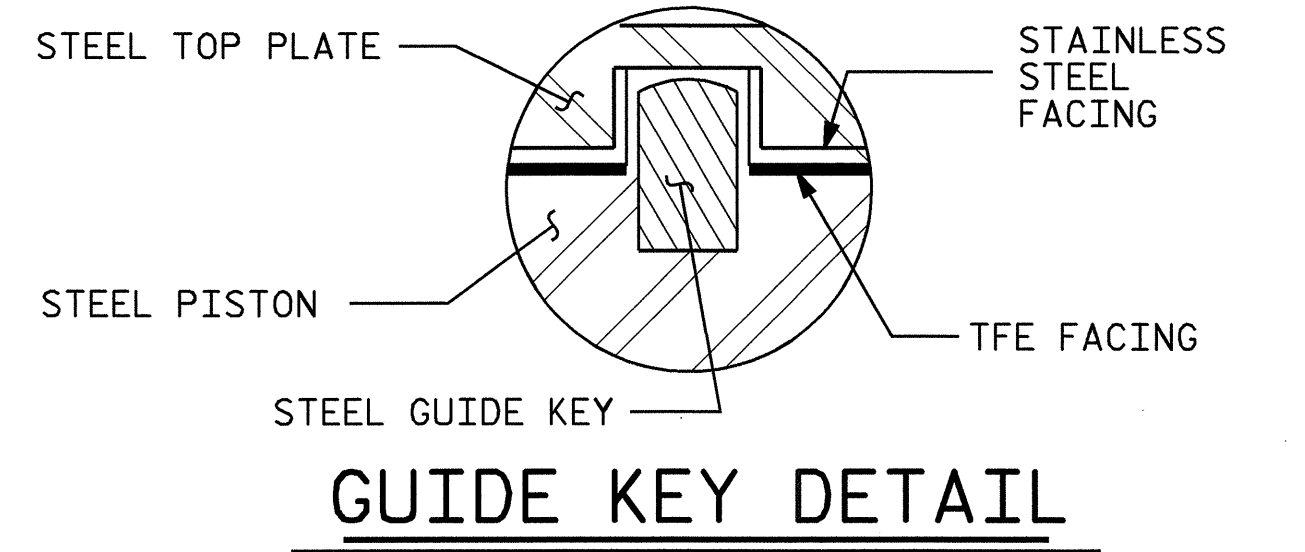 STEEL TOP PLATE
STAINLESS
STEEL
FACING
STEEL PISTON
TFE FACING
STEEL GUIDE KEY
GUIDE KEY DETAIL